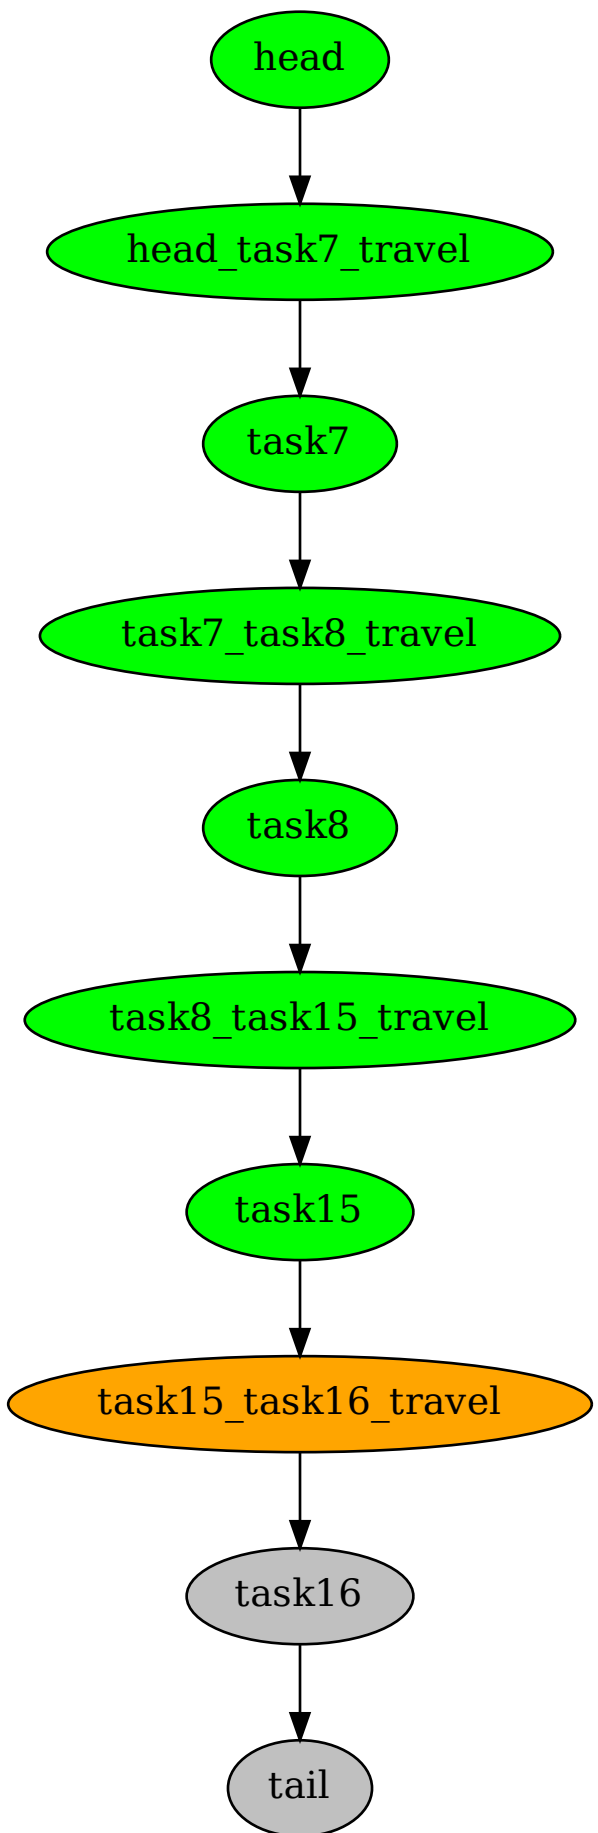 head
head_task7_travel
task7
task7_task8_travel
task8
task8_task15_travel
task15
task15_task16_travel
task16
tail